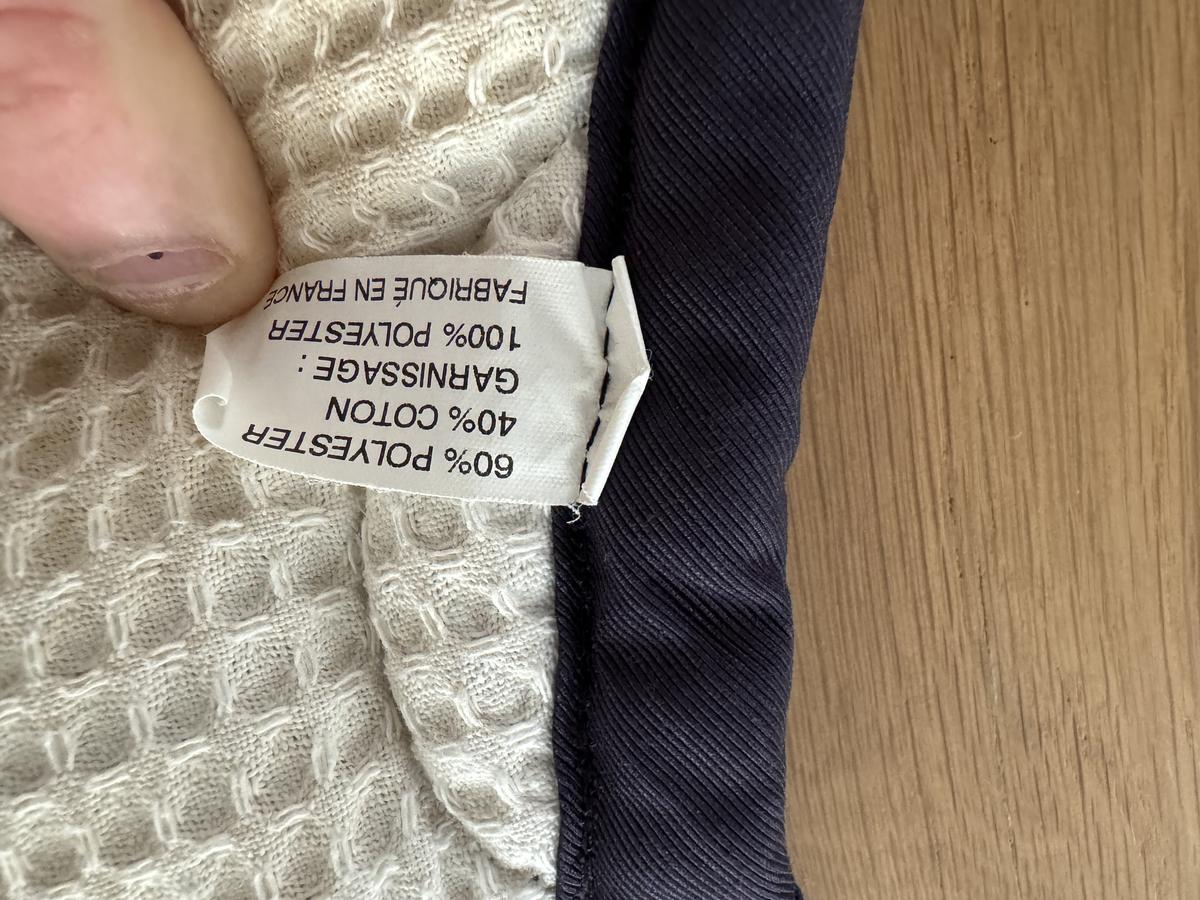 60% POLYESTER
40% COTON
GARNISSAGE :
100% POLYESTER
FABRIQUÉ EN FRANCE